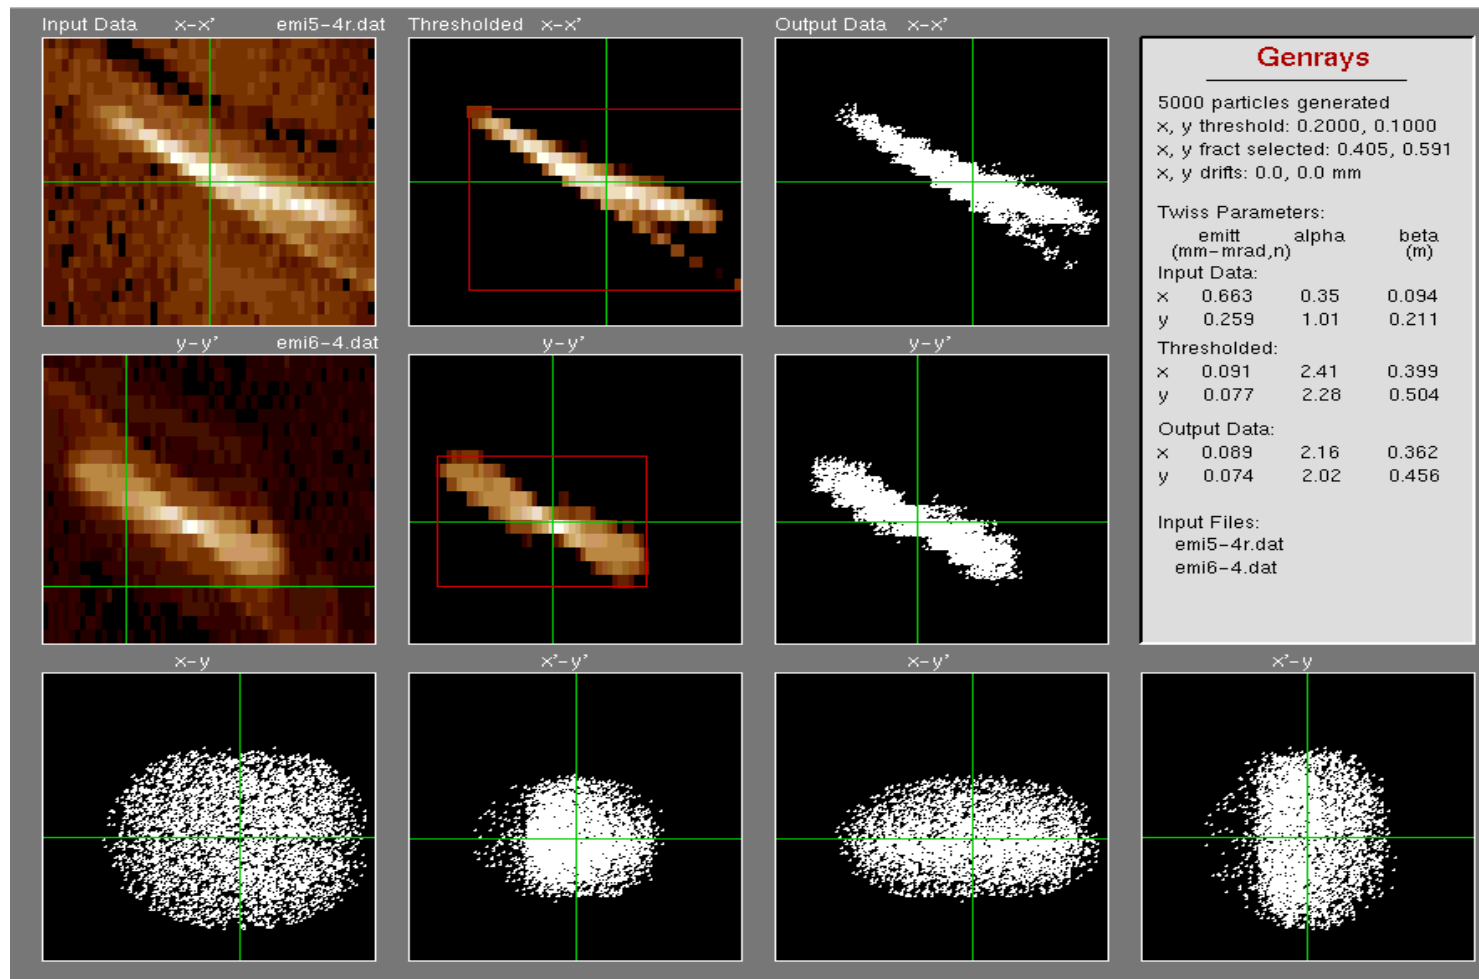 Input Data x-x' emi5-4r.dat
Thresholded x-x'
Output Data x-x'
Genrays
5000 particles generated
x, y threshold: 0.2000, 0.1000
x, y fract selected: 0.405, 0.591
x, y drifts: 0.0, 0.0 mm
Twiss Parameters:
emitt alpha beta
(mm-mrad,n) (m)
Input Data:
x 0.663 0.35 0.094
y 0.259 1.01 0.211
Thresholded:
x 0.091 2.41 0.399
y 0.077 2.28 0.504
Output Data:
x 0.089 2.16 0.362
y 0.074 2.02 0.456
Input Files:
emi5-4r.dat
emi6-4.dat
y-y' emi6-4.dat
y-y'
y-y'
x-y
x'-y'
x-y'
x'-y